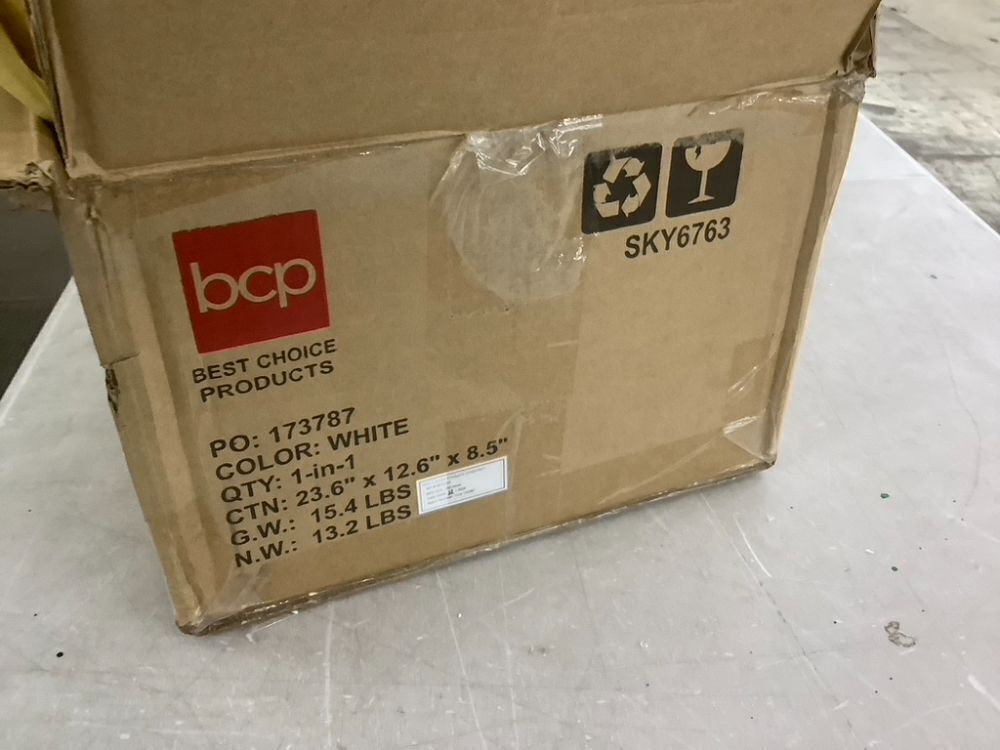 bcp
BEST CHOICE
PRODUCTS
SKY6763
PO: 173787
COLOR: WHITE
QTY: 1-in-1
CTN: 23.6" x 12.6" x 8.5"
G.W.: 15.4 LBS
N.W.: 13.2 LBS